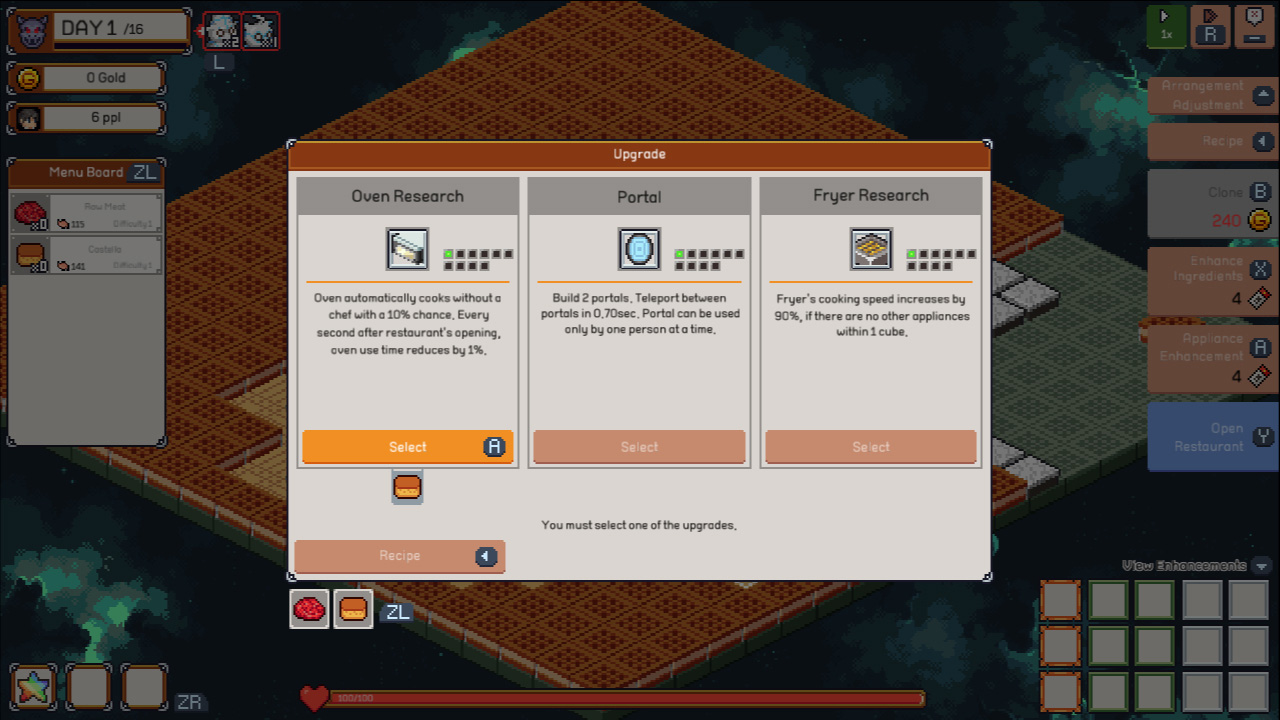 DAY 1 /16
x2
x1
L
0 Gold
6 ppl
Menu Board ZL
Raw Meat
x0
115
Difficulty 1
Castella
x0
141
Difficulty 1
1x
R
Arrangement
Adjustment
Recipe
Clone B
240
Enhance
Ingredients X
4
Appliance
Enhancement A
4
Open
Restaurant Y
Upgrade
Oven Research
Oven automatically cooks without a
chef with a 10% chance. Every
second after restaurant's opening,
oven use time reduces by 1%.
Select A
Portal
Build 2 portals. Teleport between
portals in 0.70sec. Portal can be used
only by one person at a time.
Select
Fryer Research
Fryer's cooking speed increases by
90%, if there are no other appliances
within 1 cube.
Select
You must select one of the upgrades.
Recipe
ZL
View Enhancements
ZR
100/100